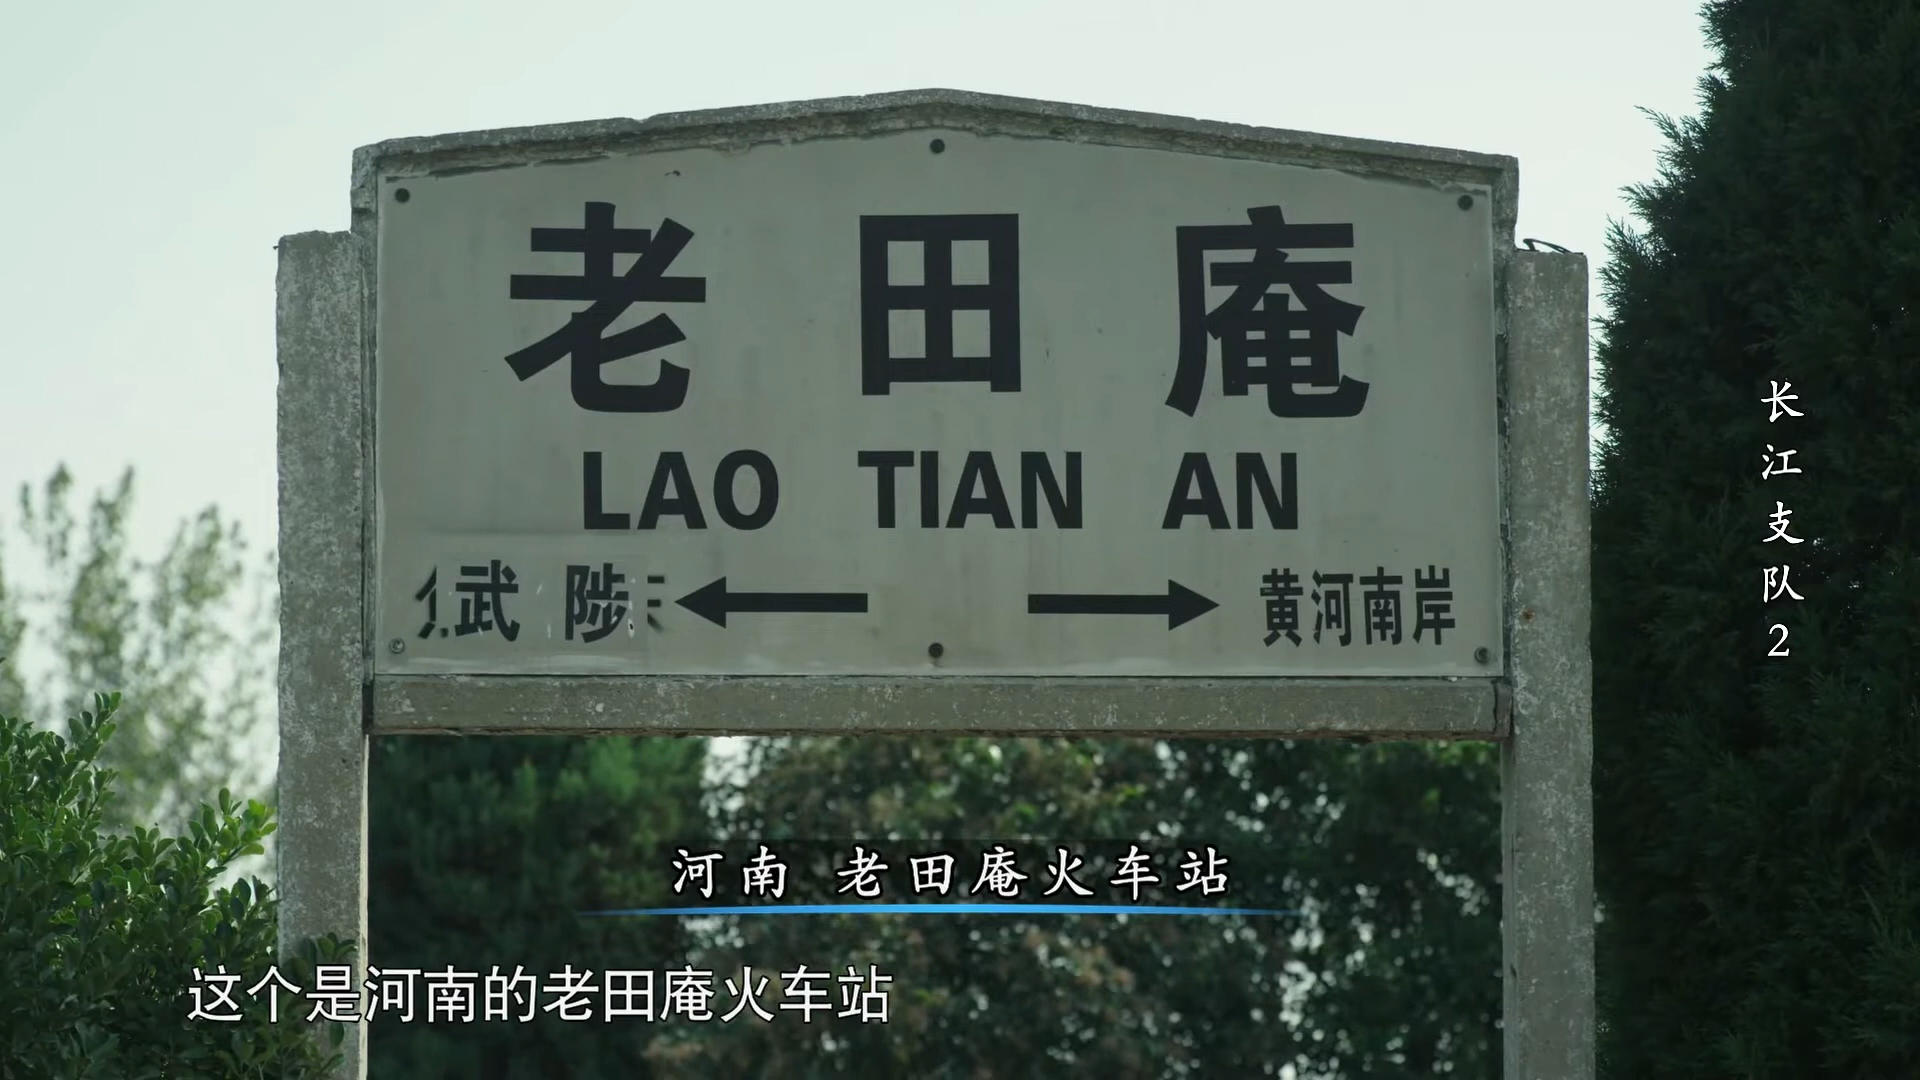 老田庵
LAO TIAN AN
武陟
黄河南岸
长江支队2
河南 老田庵火车站
这个是河南的老田庵火车站